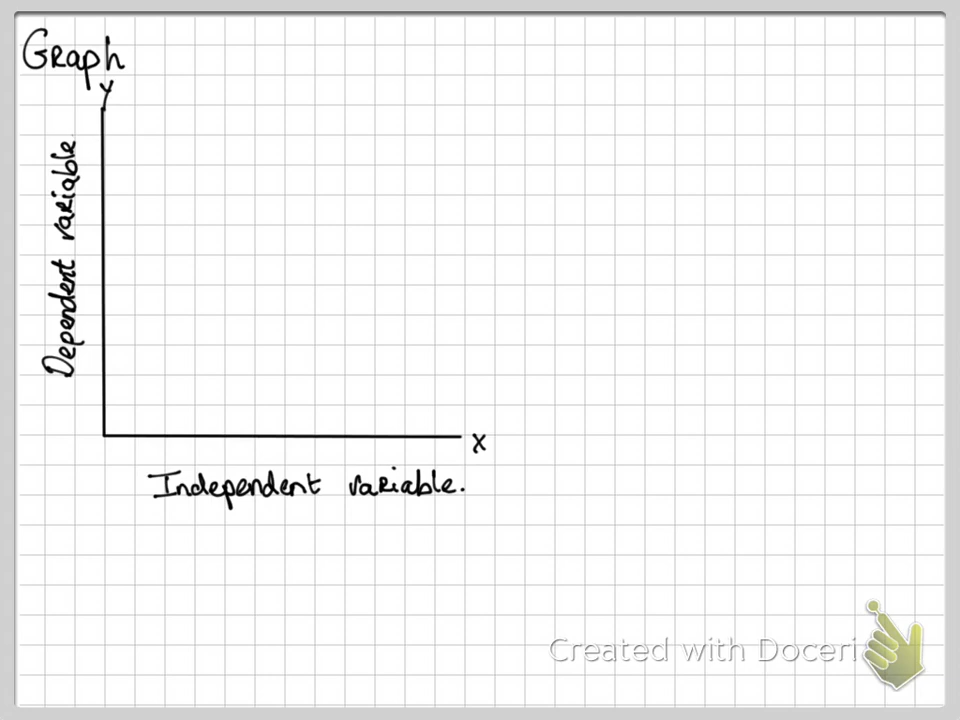 Graph
Y
Dependent variable
X
Independent variable.
Created with Doceri